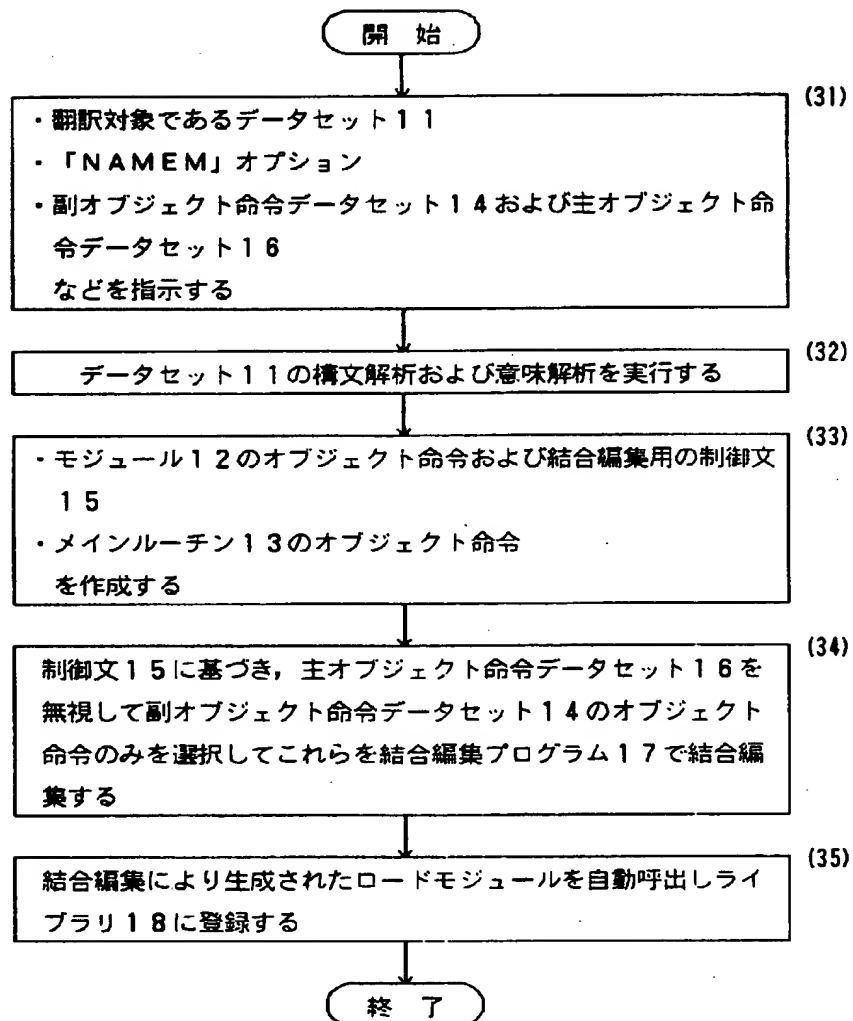 開 始
(31)
・翻訳対象であるデータセット11
・「NAMEM」オプション
・副オブジェクト命令データセット14および主オブジェクト命
令データセット16
などを指示する
(32)
データセット11の構文解析および意味解析を実行する
(33)
・モジュール12のオブジェクト命令および結合編集用の制御文
15
・メインルーチン13のオブジェクト命令
を作成する
(34)
制御文15に基づき，主オブジェクト命令データセット16を
無視して副オブジェクト命令データセット14のオブジェクト
命令のみを選択してこれらを結合編集プログラム17で結合編
集する
(35)
結合編集により生成されたロードモジュールを自動呼出しライ
ブラリ18に登録する
終 了